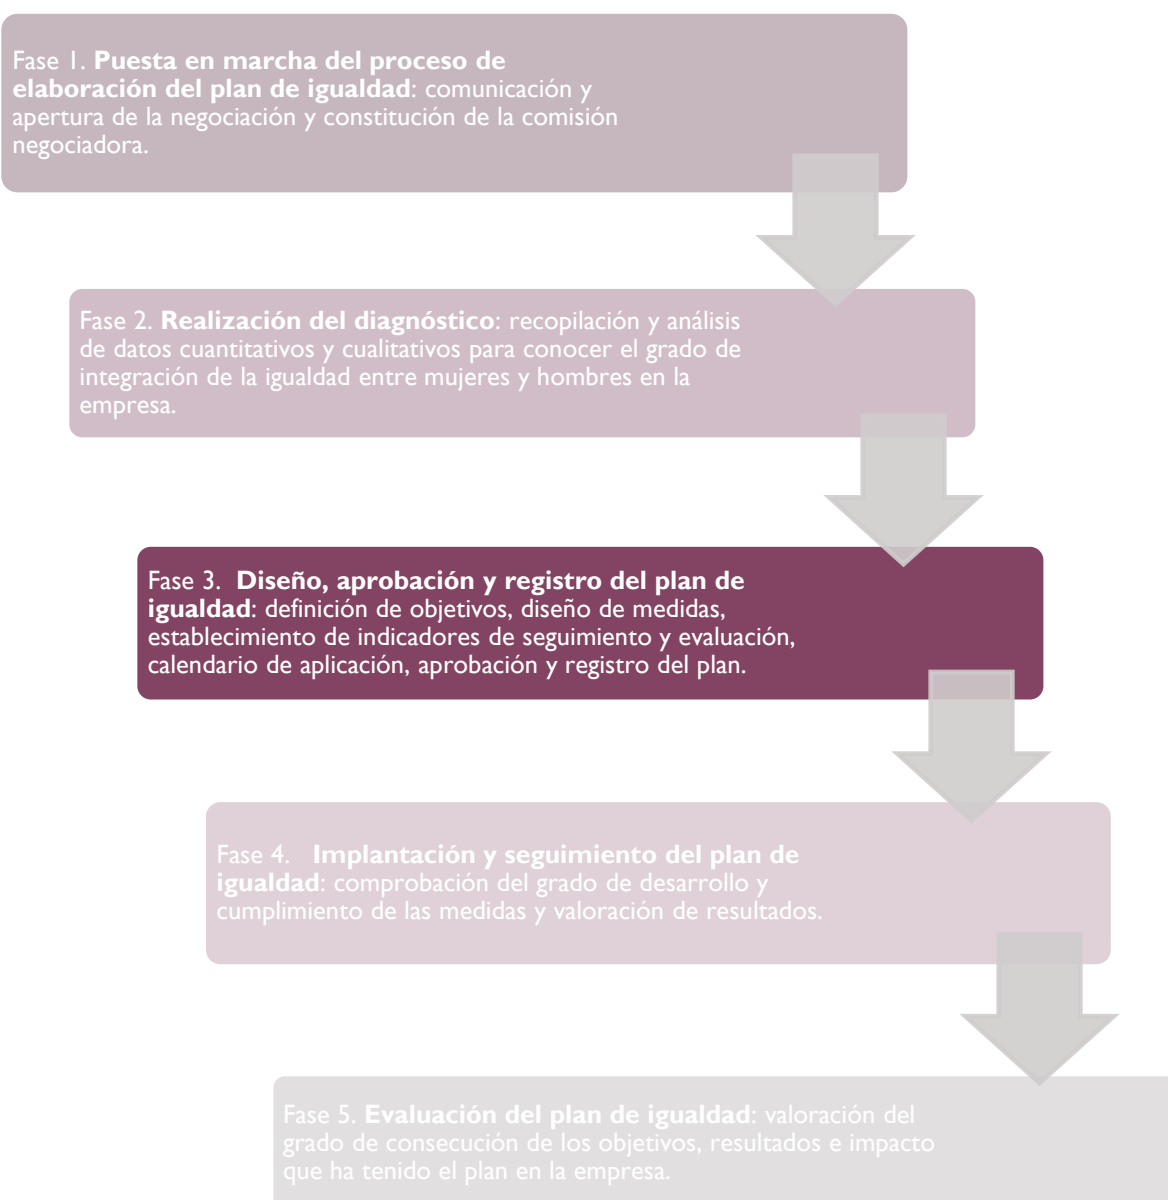 Fase 1. Puesta en marcha del proceso de
elaboración del plan de igualdad: comunicación y
apertura de la negociación y constitución de la comisión
negociadora.
Fase 2. Realización del diagnóstico: recopilación y análisis
de datos cuantitativos y cualitativos para conocer el grado de
integración de la igualdad entre mujeres y hombres en la
empresa.
Fase 3. Diseño, aprobación y registro del plan de
igualdad: definición de objetivos, diseño de medidas,
establecimiento de indicadores de seguimiento y evaluación,
calendario de aplicación, aprobación y registro del plan.
Fase 4. Implantación y seguimiento del plan de
igualdad: comprobación del grado de desarrollo y
cumplimiento de las medidas y valoración de resultados.
Fase 5. Evaluación del plan de igualdad: valoración del
grado de consecución de los objetivos, resultados e impacto
que ha tenido el plan en la empresa.